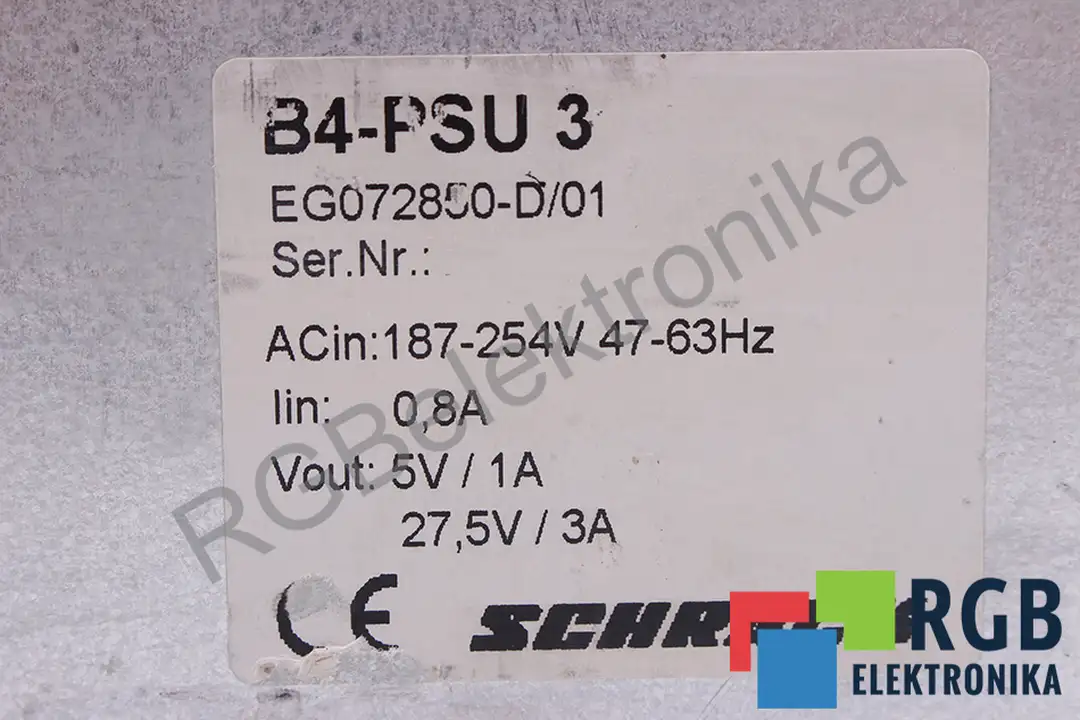 B4-PSU 3
EG072850-D/01
Ser.Nr.:
ACin:187-254V 47-63Hz
Iin: 0,8A
Vout: 5V / 1A
27,5V / 3A
CE
RGBelektronika
RGB
ELEKTRONIKA